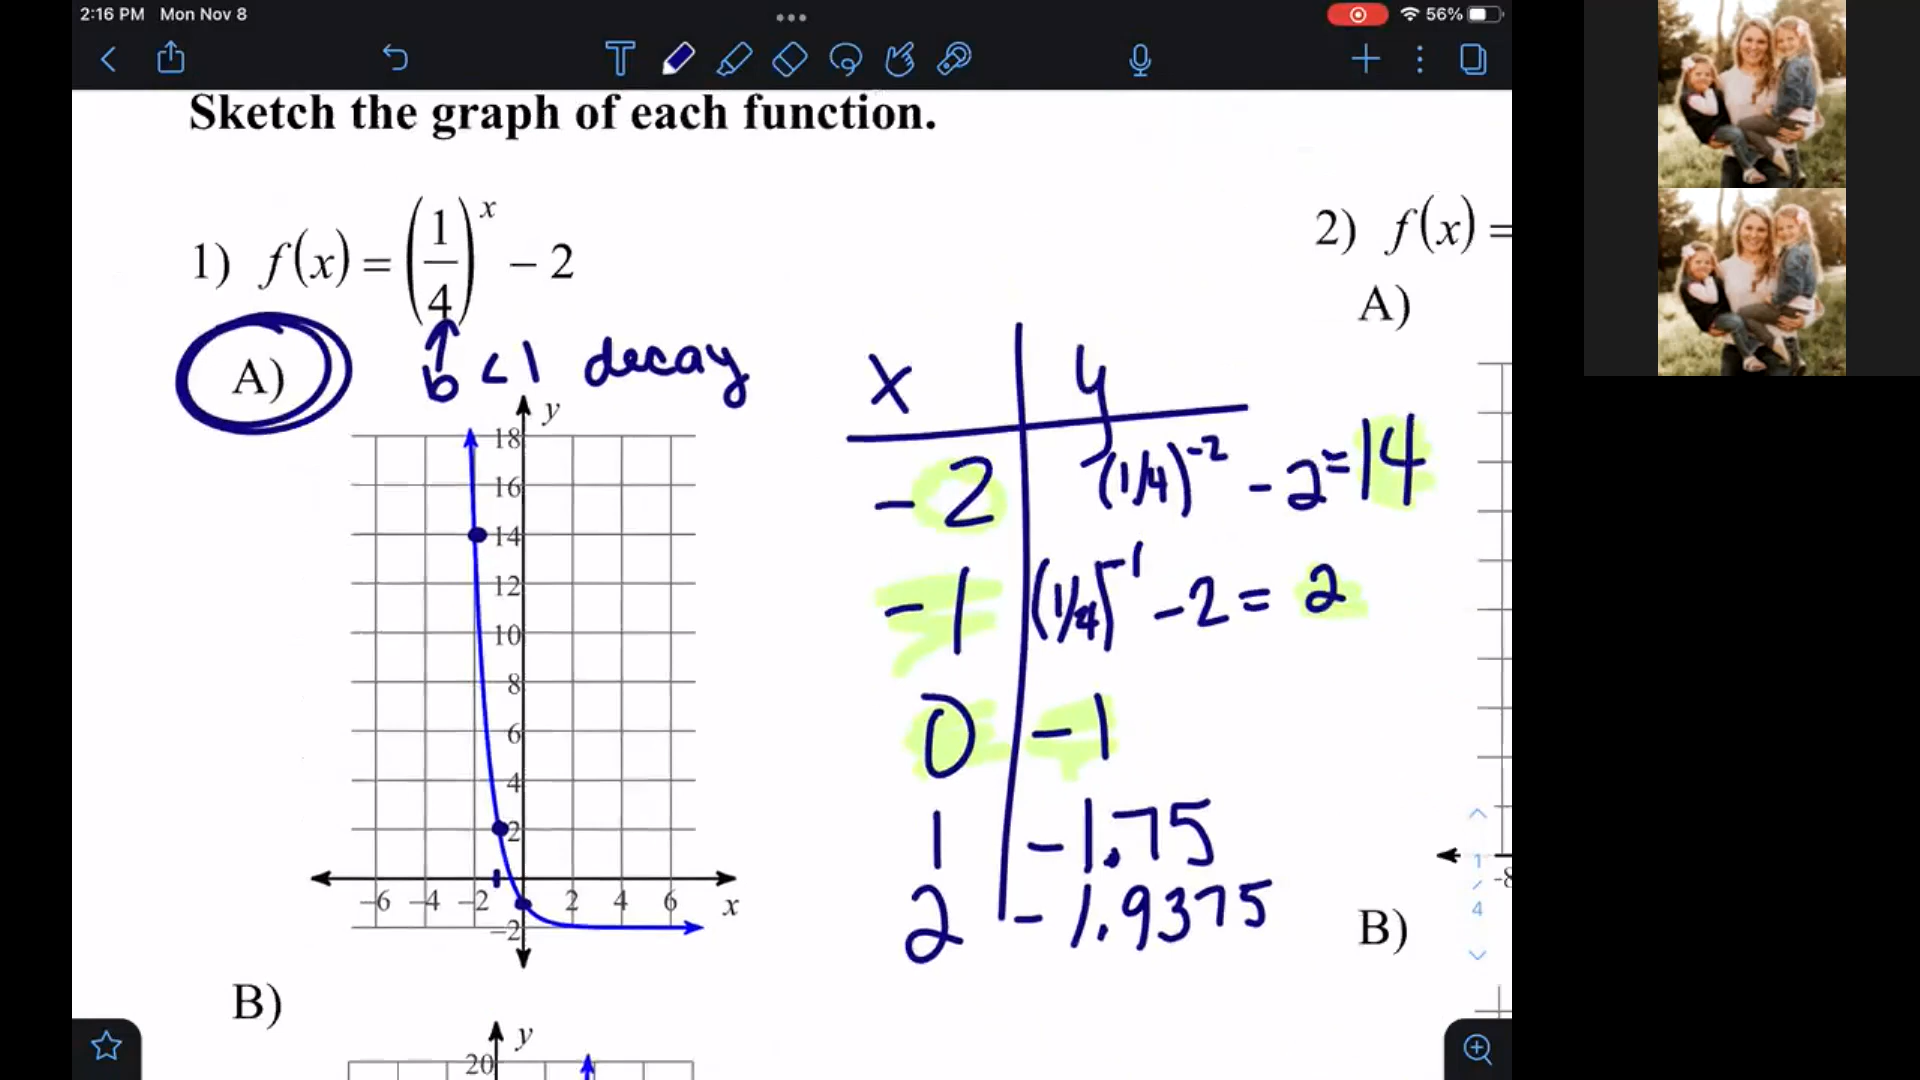 2:16 PM Mon Nov 8
56%
T
Sketch the graph of each function.
1) f(x) = (1/4)^x − 2
2) f(x) =
A)
b < 1 decay
A)
x y
-2 (1/4)^-2 - 2 = 14
-1 (1/4)^-1 - 2 = 2
0 -1
1 -1.75
2 -1.9375
y
18
16
14
12
10
8
6
4
2
−6 −4 −2 2 4 6 x
−2
1
/
4
-8
B)
B)
y
20